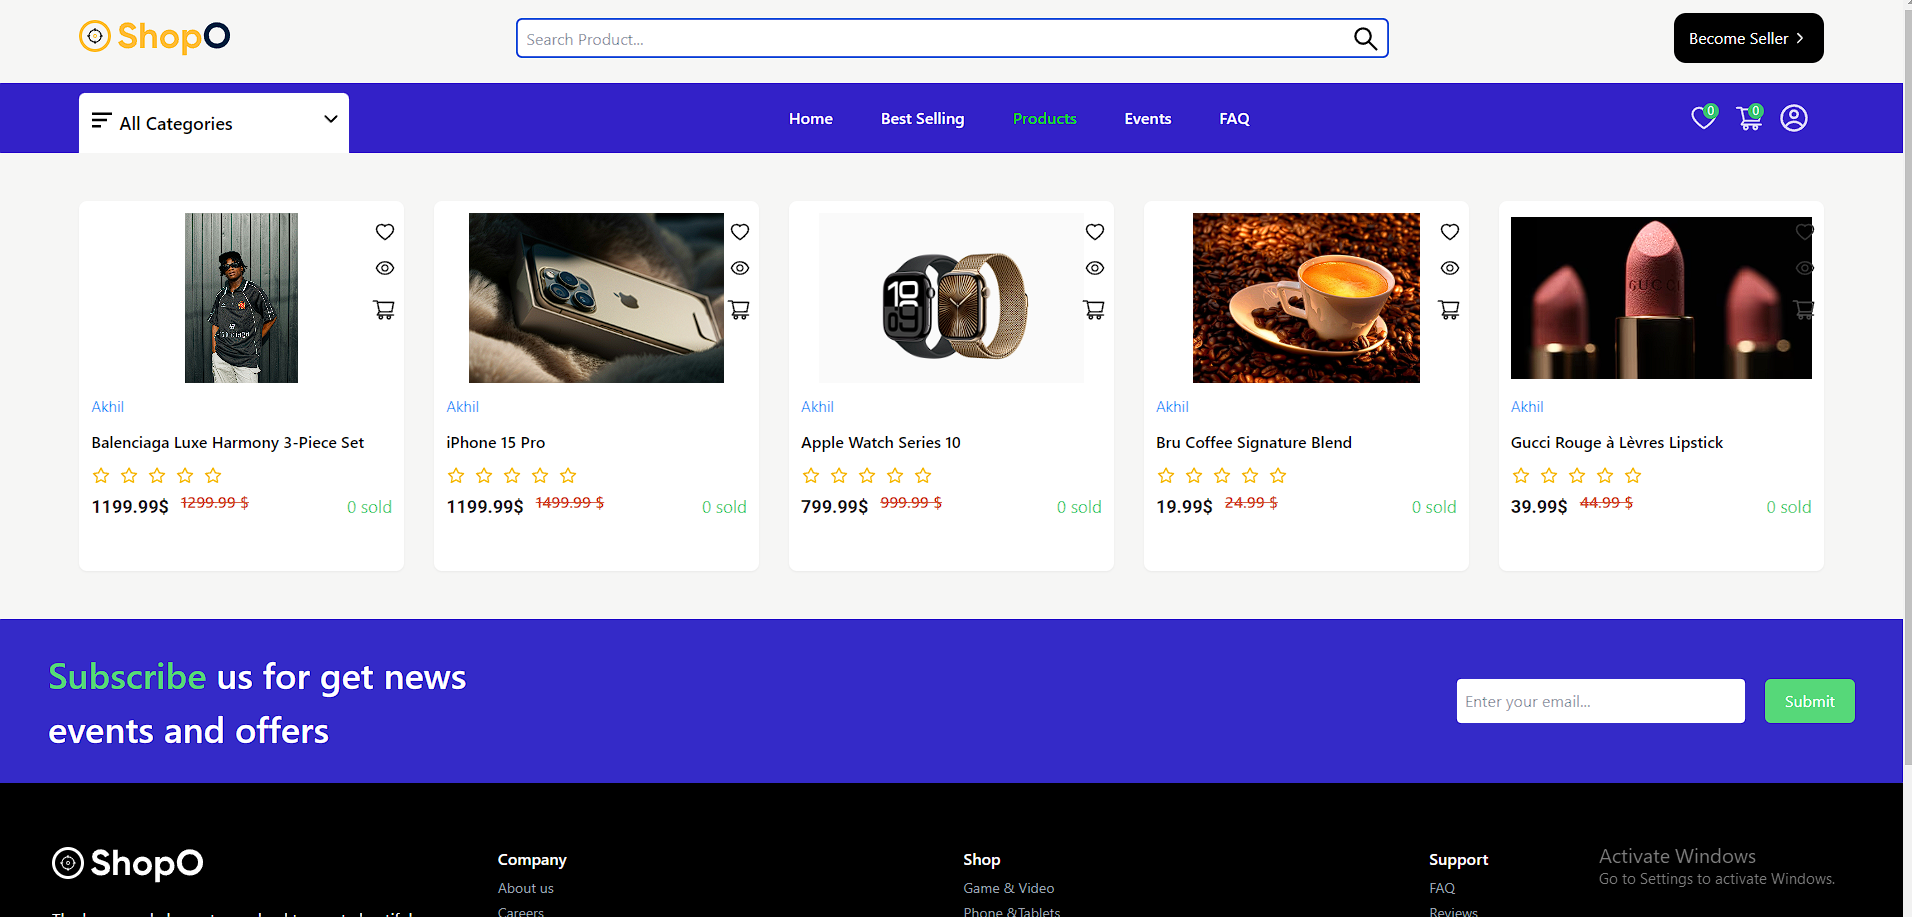 ShopO
Search Product...
Become Seller
All Categories
Home
Best Selling
Products
Events
FAQ
0
0
10
09
GUCCI
Akhil
Akhil
Akhil
Akhil
Akhil
Balenciaga Luxe Harmony 3-Piece Set
iPhone 15 Pro
Apple Watch Series 10
Bru Coffee Signature Blend
Gucci Rouge à Lèvres Lipstick
1199.99$ 1299.99 $ 0 sold
1199.99$ 1499.99 $ 0 sold
799.99$ 999.99 $ 0 sold
19.99$ 24.99 $ 0 sold
39.99$ 44.99 $ 0 sold
Subscribe us for get news
events and offers
Enter your email...
Submit
ShopO
Company
About us
Careers
Shop
Game & Video
Phone &Tablets
Support
FAQ
Reviews
Activate Windows
Go to Settings to activate Windows.